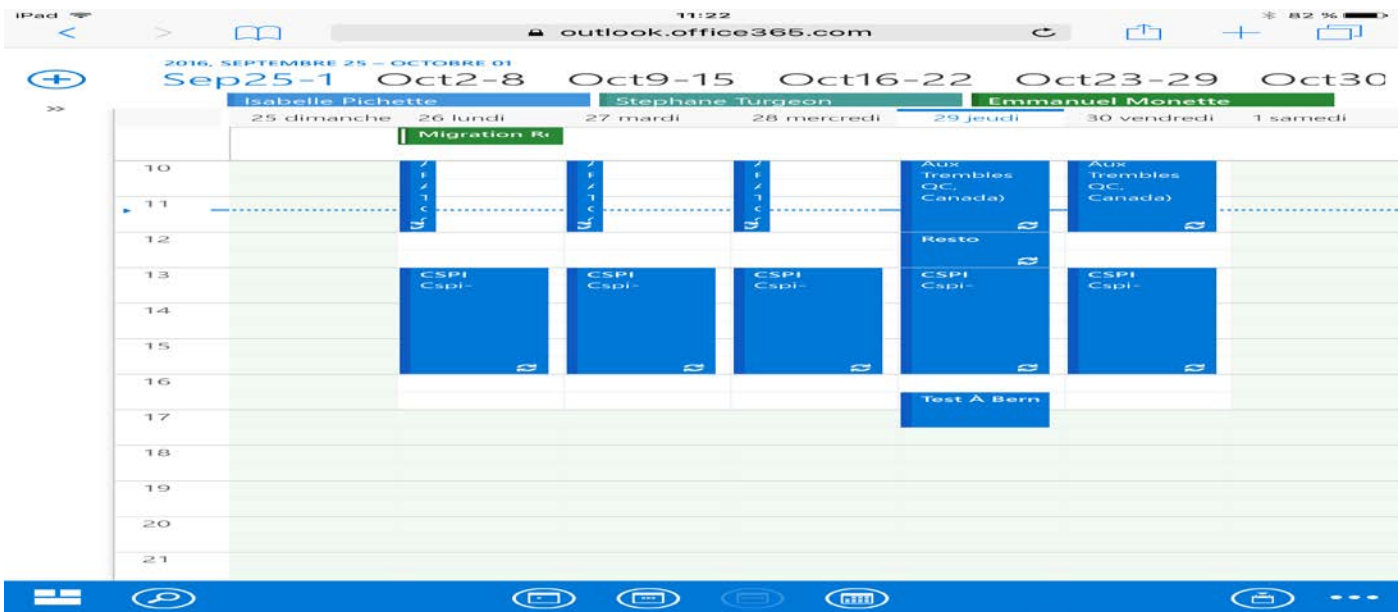 iPad 11:22 82 %
outlook.office365.com
2016, SEPTEMBRE 25 – OCTOBRE 01
Sep25-1 Oct2-8 Oct9-15 Oct16-22 Oct23-29 Oct30
Isabelle Pichette Stephane Turgeon Emmanuel Monette
25 dimanche 26 lundi 27 mardi 28 mercredi 29 jeudi 30 vendredi 1 samedi
Migration
10
Aux Aux
Trembles Trembles
QC, QC,
Canada) Canada)
11
12 Resto
13 CSPI CSPI CSPI CSPI CSPI
Cspi- Cspi- Cspi- Cspi- Cspi-
14
15
16
Test À Bern
17
18
19
20
21